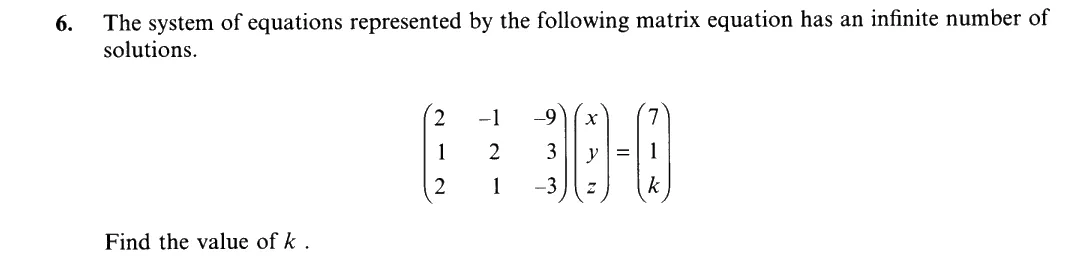 6. The system of equations represented by the following matrix equation has an infinite number of
solutions.
2 -1 -9 x 7
1 2 3 y = 1
2 1 -3 z k
Find the value of k .